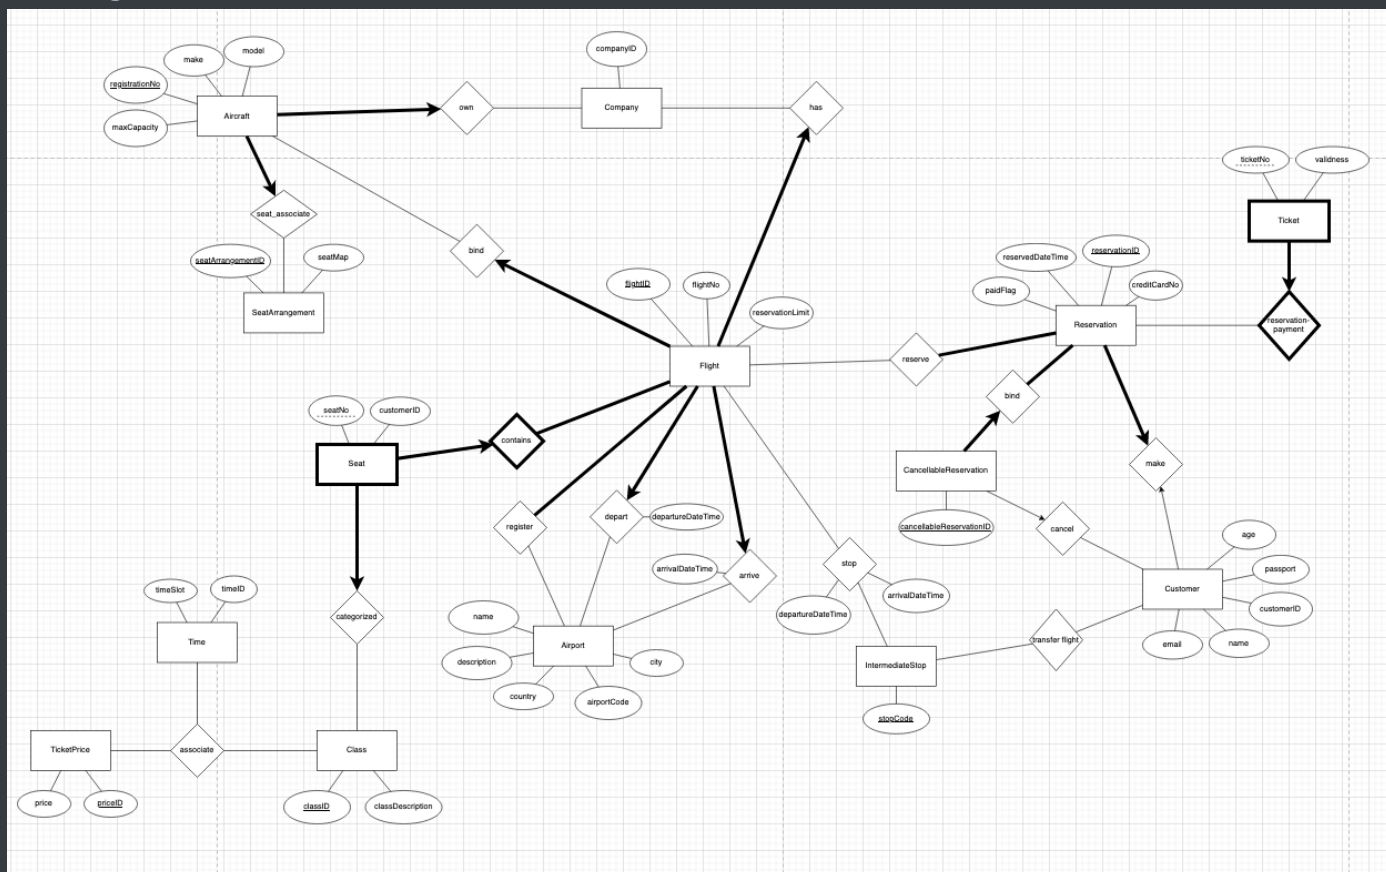 companyID
model
make
registrationNo
maxCapacity
Aircraft
own
Company
has
ticketNo
validness
seat_associate
Ticket
bind
seatArrangementID
seatMap
reservedDateTime
reservationID
flightID
flightNo
paidFlag
creditCardNo
SeatArrangement
reservationLimit
Reservation
reservation-
payment
Flight
reserve
bind
seatNo
customerID
contains
Seat
CancellableReservation
make
register
depart
departureDateTime
cancellableReservationID
cancel
age
arrivalDateTime
arrive
stop
passport
timeSlot
timeID
arrivalDateTime
Customer
customerID
departureDateTime
name
categorized
Time
Airport
transfer flight
email
name
description
city
IntermediateStop
country
airportCode
stopCode
TicketPrice
associate
Class
price
priceID
classID
classDescription